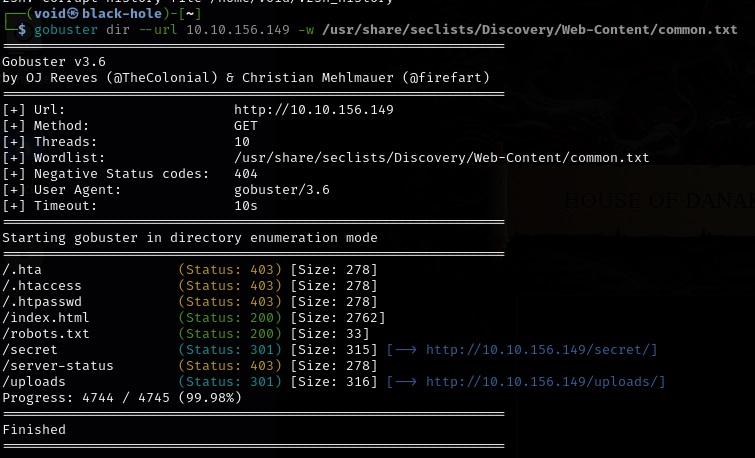 zsh: corrupt history file /home/void/.zsh_history
┌──(void㉿black-hole)-[~]
└─$ gobuster dir --url 10.10.156.149 -w /usr/share/seclists/Discovery/Web-Content/common.txt
===============================================================
Gobuster v3.6
by OJ Reeves (@TheColonial) & Christian Mehlmauer (@firefart)
===============================================================
[+] Url:                     http://10.10.156.149
[+] Method:                  GET
[+] Threads:                 10
[+] Wordlist:                /usr/share/seclists/Discovery/Web-Content/common.txt
[+] Negative Status codes:   404
[+] User Agent:              gobuster/3.6
[+] Timeout:                 10s
===============================================================
Starting gobuster in directory enumeration mode
===============================================================
/.hta                 (Status: 403) [Size: 278]
/.htaccess            (Status: 403) [Size: 278]
/.htpasswd            (Status: 403) [Size: 278]
/index.html           (Status: 200) [Size: 2762]
/robots.txt           (Status: 200) [Size: 33]
/secret               (Status: 301) [Size: 315] [--> http://10.10.156.149/secret/]
/server-status        (Status: 403) [Size: 278]
/uploads              (Status: 301) [Size: 316] [--> http://10.10.156.149/uploads/]
Progress: 4744 / 4745 (99.98%)
===============================================================
Finished
===============================================================
HOUSE OF